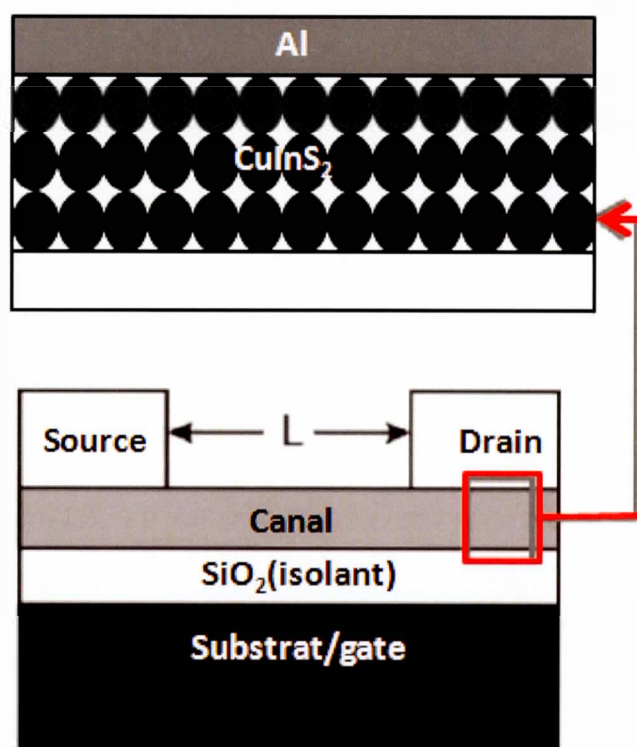 Al
CuInS₂
Source
L
Drain
Canal
SiO₂(isolant)
Substrat/gate